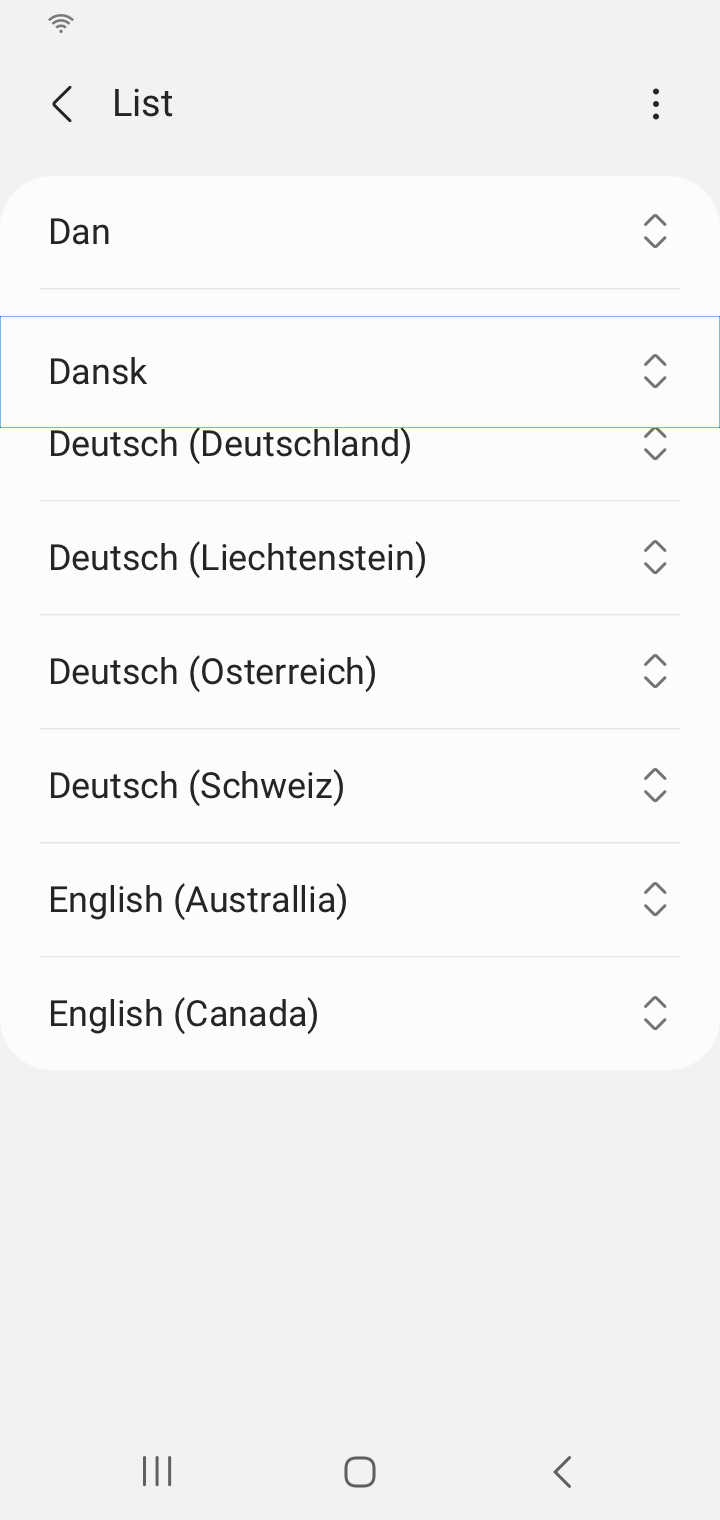 List
Dan
Dansk
Deutsch (Deutschland)
Deutsch (Liechtenstein)
Deutsch (Osterreich)
Deutsch (Schweiz)
English (Australlia)
English (Canada)